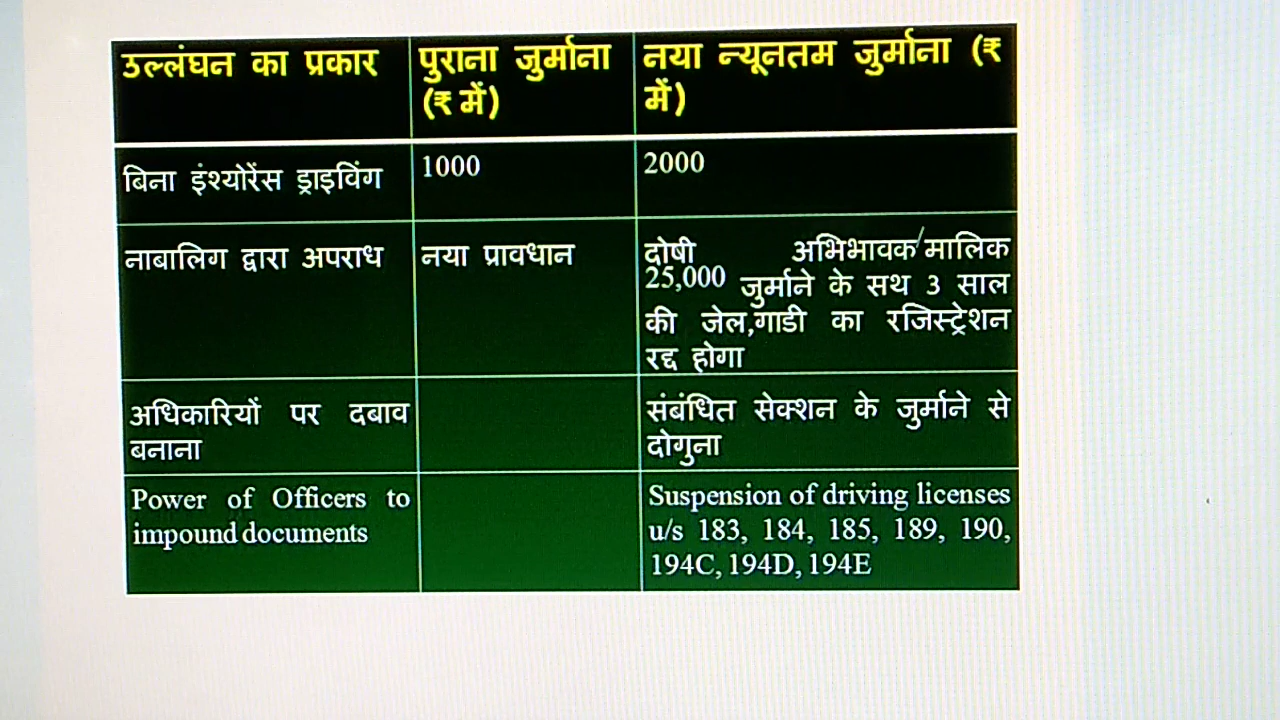 उल्लंघन का प्रकार
पुराना जुर्माना
(₹ में)
नया न्यूनतम जुर्माना (₹
में)
बिना इंश्योरेंस ड्राइविंग
1000
2000
नाबालिग द्वारा अपराध
नया प्रावधान
दोषी अभिभावक/मालिक
25,000 जुर्माने के सथ 3 साल
की जेल,गाडी का रजिस्ट्रेशन
रद्द होगा
अधिकारियों पर दबाव
बनाना
संबंधित सेक्शन के जुर्माने से
दोगुना
Power of Officers to
impound documents
Suspension of driving licenses
u/s 183, 184, 185, 189, 190,
194C, 194D, 194E